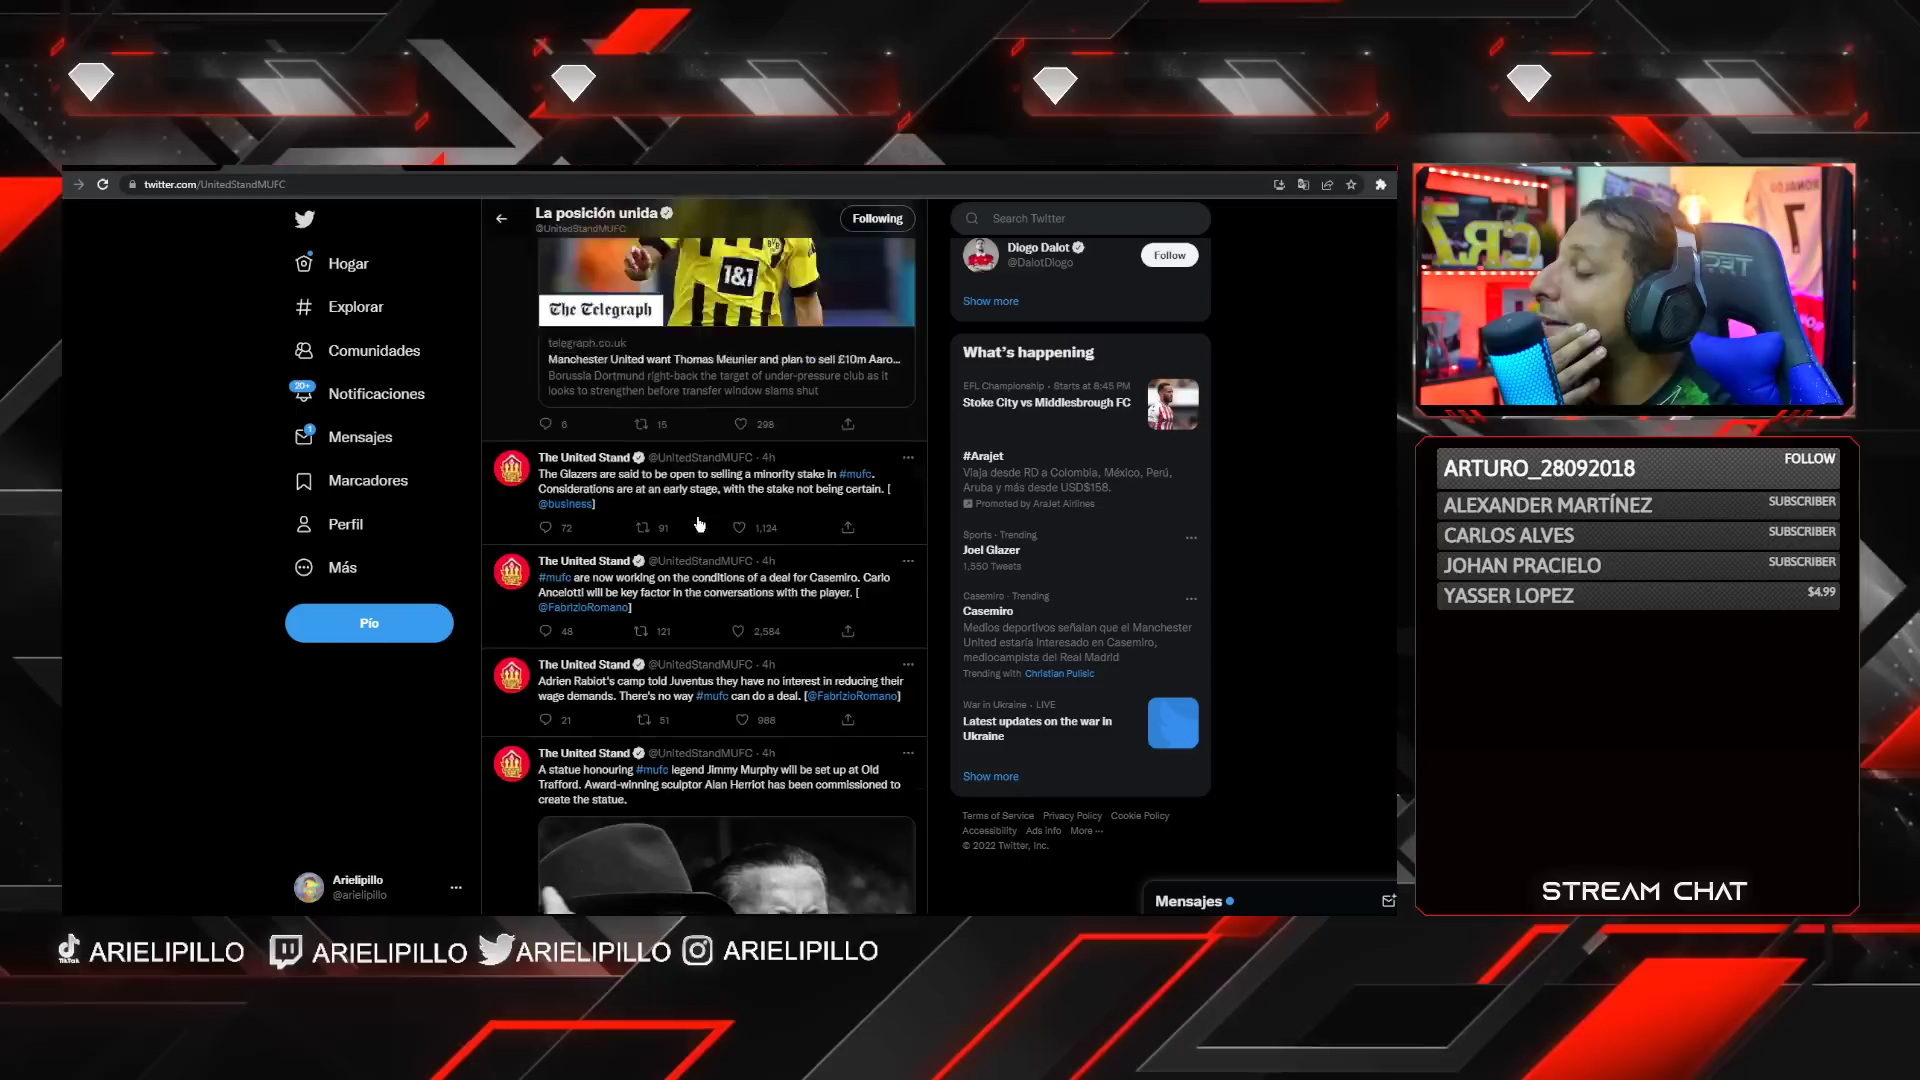 twitter.com/UnitedStandMUFC
La posición unida
@UnitedStandMUFC
Following
Hogar
Explorar
Comunidades
20+
Notificaciones
1
Mensajes
Marcadores
Perfil
Más
Pío
Arielipillo
@arielipillo
1&1
The Telegraph
telegraph.co.uk
Manchester United want Thomas Meunier and plan to sell £10m Aaro...
Borussia Dortmund right-back the target of under-pressure club as it
looks to strengthen before transfer window slams shut
6 15 298
The United Stand @UnitedStandMUFC · 4h
The Glazers are said to be open to selling a minority stake in #mufc.
Considerations are at an early stage, with the stake not being certain. [
@business]
72 91 1,124
The United Stand @UnitedStandMUFC · 4h
#mufc are now working on the conditions of a deal for Casemiro. Carlo
Ancelotti will be key factor in the conversations with the player. [
@FabrizioRomano]
48 121 2,584
The United Stand @UnitedStandMUFC · 4h
Adrien Rabiot's camp told Juventus they have no interest in reducing their
wage demands. There's no way #mufc can do a deal. [@FabrizioRomano]
21 51 988
The United Stand @UnitedStandMUFC · 4h
A statue honouring #mufc legend Jimmy Murphy will be set up at Old
Trafford. Award-winning sculptor Alan Herriot has been commissioned to
create the statue.
Search Twitter
Diogo Dalot
@DalotDiogo
Follow
Show more
What's happening
EFL Championship · Starts at 8:45 PM
Stoke City vs Middlesbrough FC
#Arajet
Viaja desde RD a Colombia, México, Perú,
Aruba y más desde USD$158.
Promoted by AraJet Airlines
Sports · Trending
Joel Glazer
1,550 Tweets
Casemiro · Trending
Casemiro
Medios deportivos señalan que el Manchester
United estaría interesado en Casemiro,
mediocampista del Real Madrid
Trending with Christian Pulisic
War in Ukraine · LIVE
Latest updates on the war in
Ukraine
Show more
Terms of Service Privacy Policy Cookie Policy
Accessibility Ads info More ···
© 2022 Twitter, Inc.
Mensajes
CR7
RONALDO
7
ARTURO_28092018 FOLLOW
ALEXANDER MARTÍNEZ SUBSCRIBER
CARLOS ALVES SUBSCRIBER
JOHAN PRACIELO SUBSCRIBER
YASSER LOPEZ $4.99
STREAM CHAT
TikTok
ARIELIPILLO
ARIELIPILLO
ARIELIPILLO
ARIELIPILLO